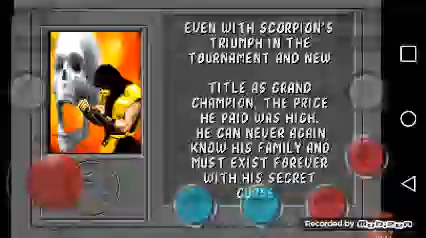 EVEN WITH SCORPION'S
TRIUMPH IN THE
TOURNAMENT AND NEW
TITLE AS GRAND
CHAMPION, THE PRICE
HE PAID WAS HIGH.
HE CAN NEVER AGAIN
KNOW HIS FAMILY AND
MUST EXIST FOREVER
WITH HIS SECRET
CURSE.
Recorded by